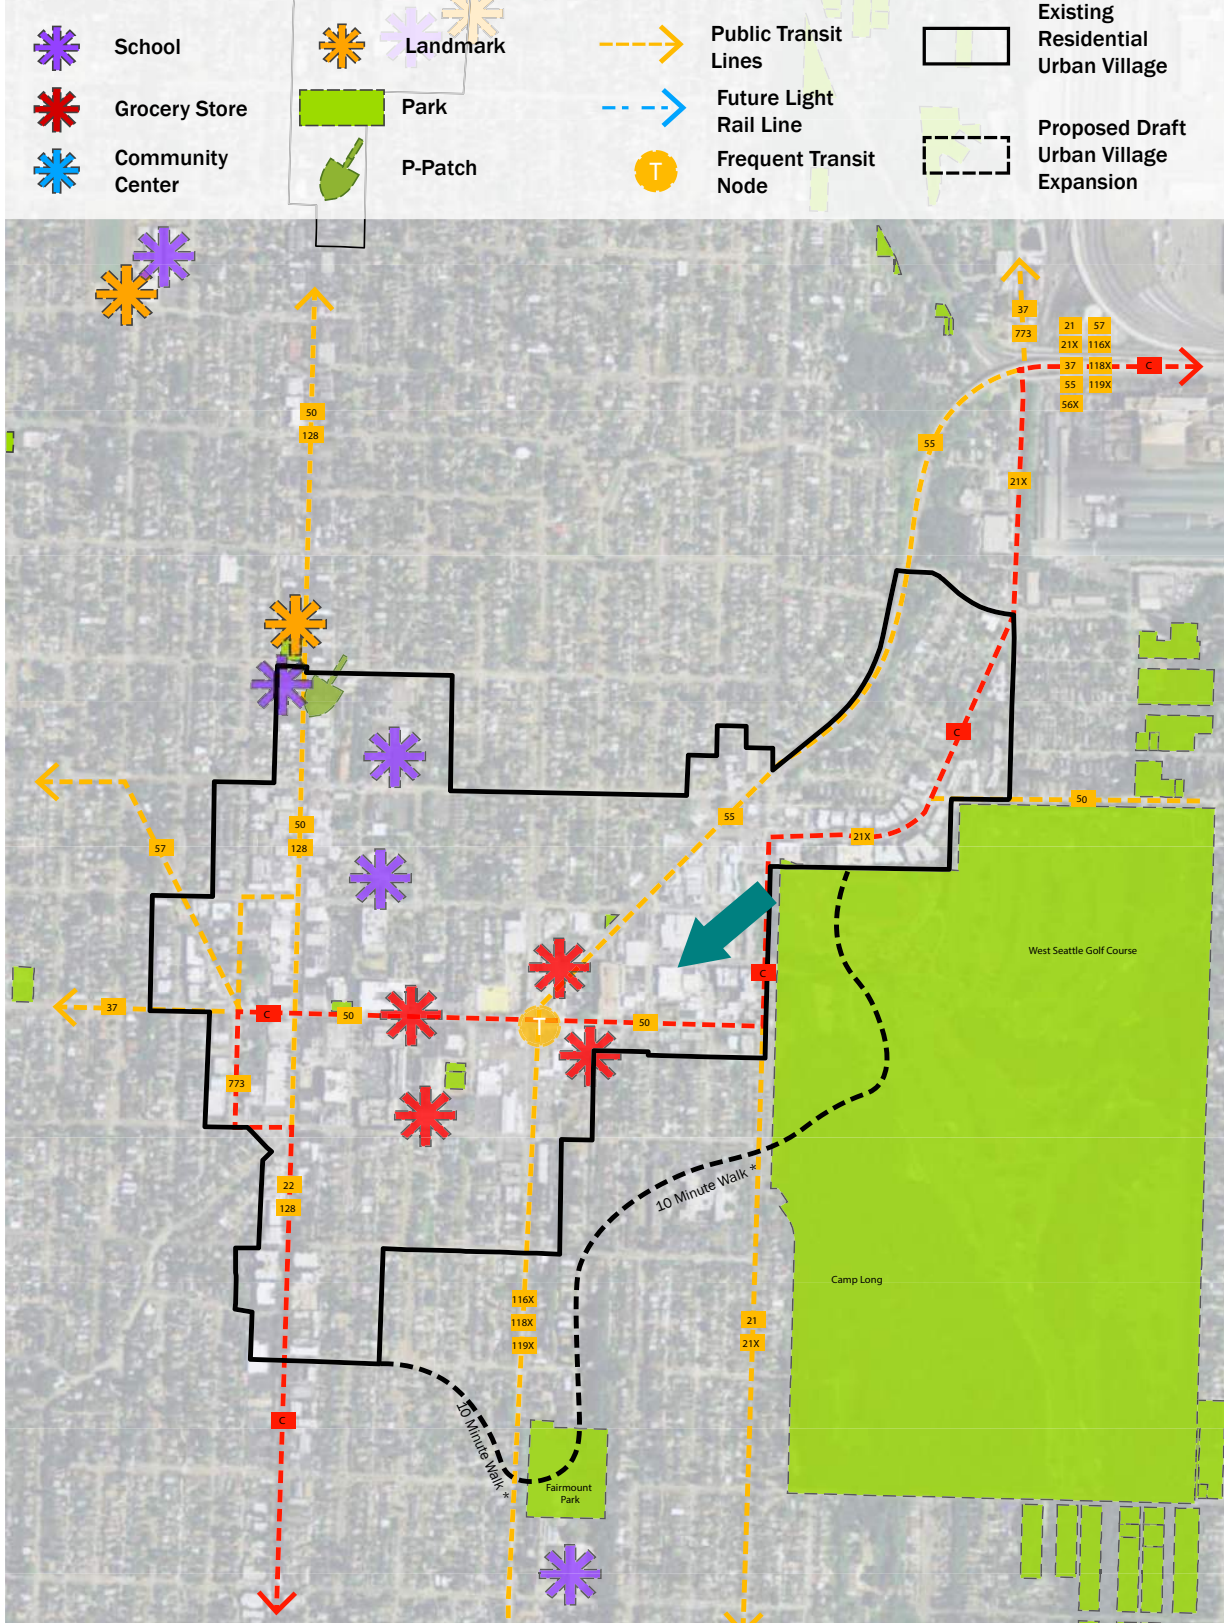 School
Grocery Store
Community
Center
Landmark
Park
P-Patch
Public Transit
Lines
Future Light
Rail Line
T
Frequent Transit
Node
Existing
Residential
Urban Village
Proposed Draft
Urban Village
Expansion
37
773
21 57
21X 116X
37 118X C
55 119X
56X
50
128
55
21X
C
50
55
50
128
57
21X
West Seattle Golf Course
C
37
C
50
T
50
773
10 Minute Walk *
22
128
Camp Long
116X
118X
119X
21
21X
C
10 Minute Walk *
Fairmount
Park